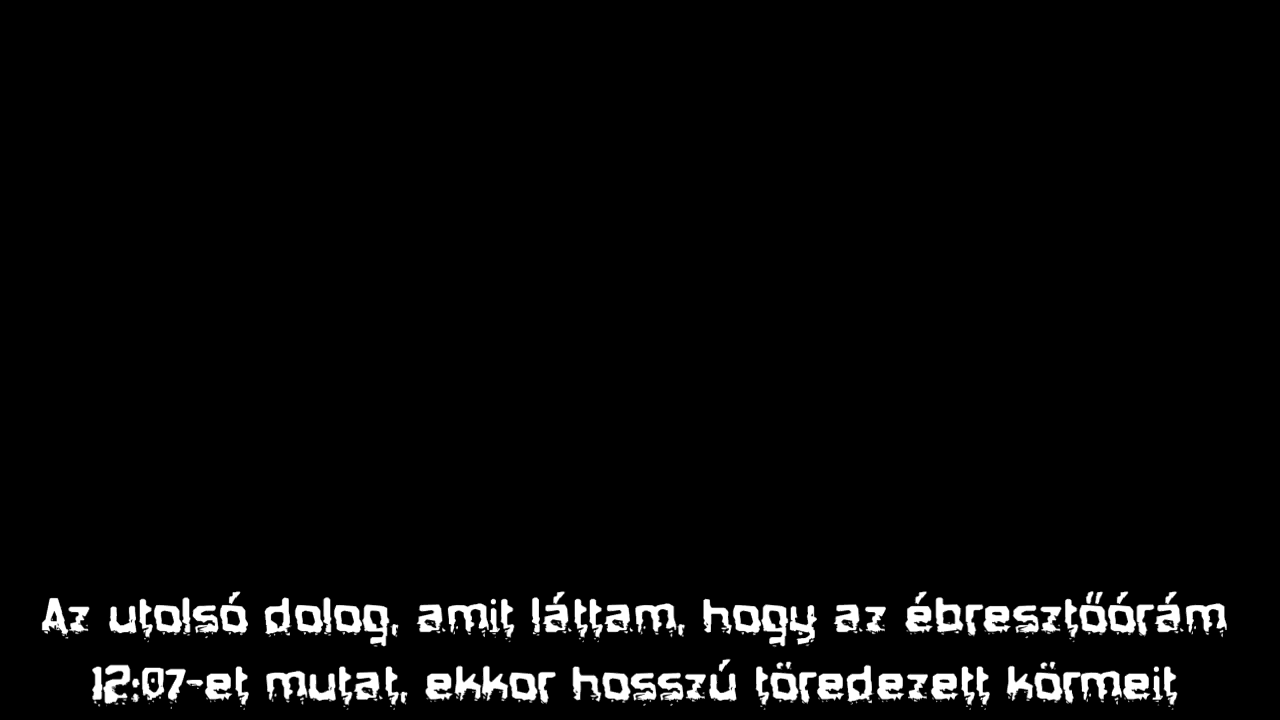 Az utolsó dolog, amit láttam, hogy az ébresztőórám
12:07-et mutat, ekkor hosszú töredezett körmeit